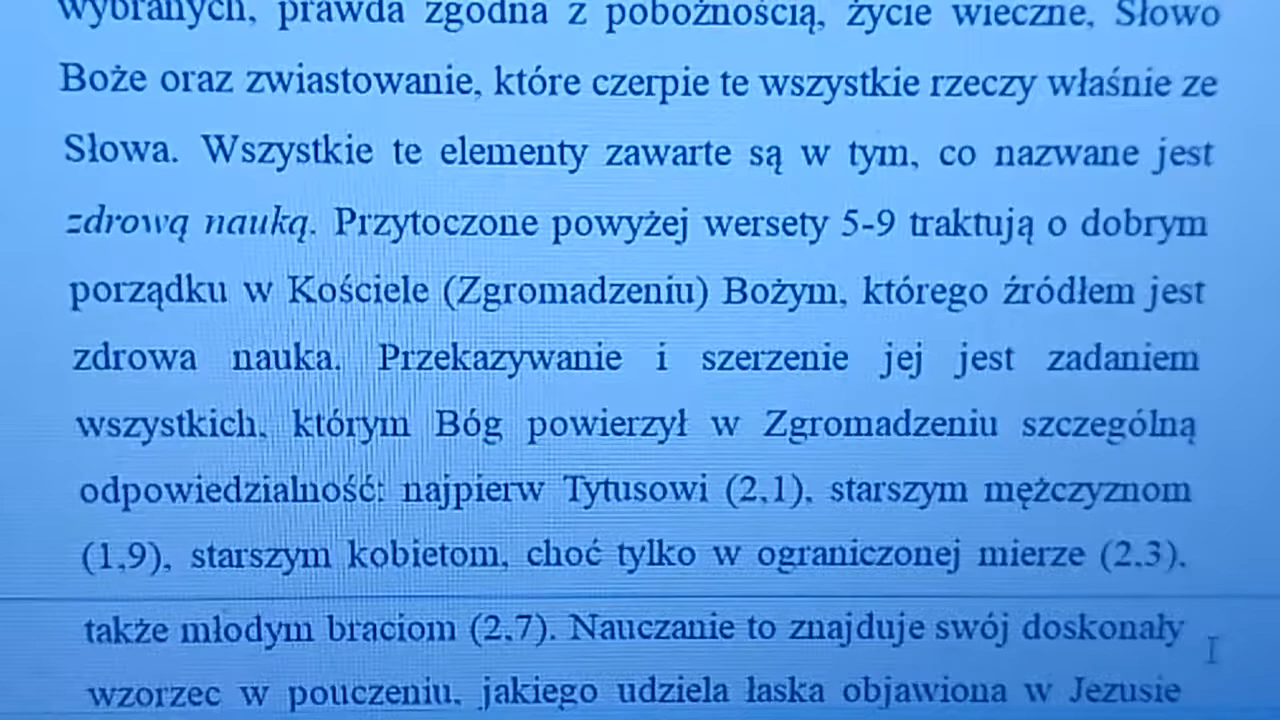 wybranych, prawda zgodna z pobożnością, życie wieczne, Słowo
Boże oraz zwiastowanie, które czerpie te wszystkie rzeczy właśnie ze
Słowa. Wszystkie te elementy zawarte są w tym, co nazwane jest
zdrową nauką. Przytoczone powyżej wersety 5-9 traktują o dobrym
porządku w Kościele (Zgromadzeniu) Bożym, którego źródłem jest
zdrowa nauka. Przekazywanie i szerzenie jej jest zadaniem
wszystkich, którym Bóg powierzył w Zgromadzeniu szczególną
odpowiedzialność: najpierw Tytusowi (2,1), starszym mężczyznom
(1,9), starszym kobietom, choć tylko w ograniczonej mierze (2,3),
także młodym braciom (2,7). Nauczanie to znajduje swój doskonały
wzorzec w pouczeniu, jakiego udziela łaska objawiona w Jezusie